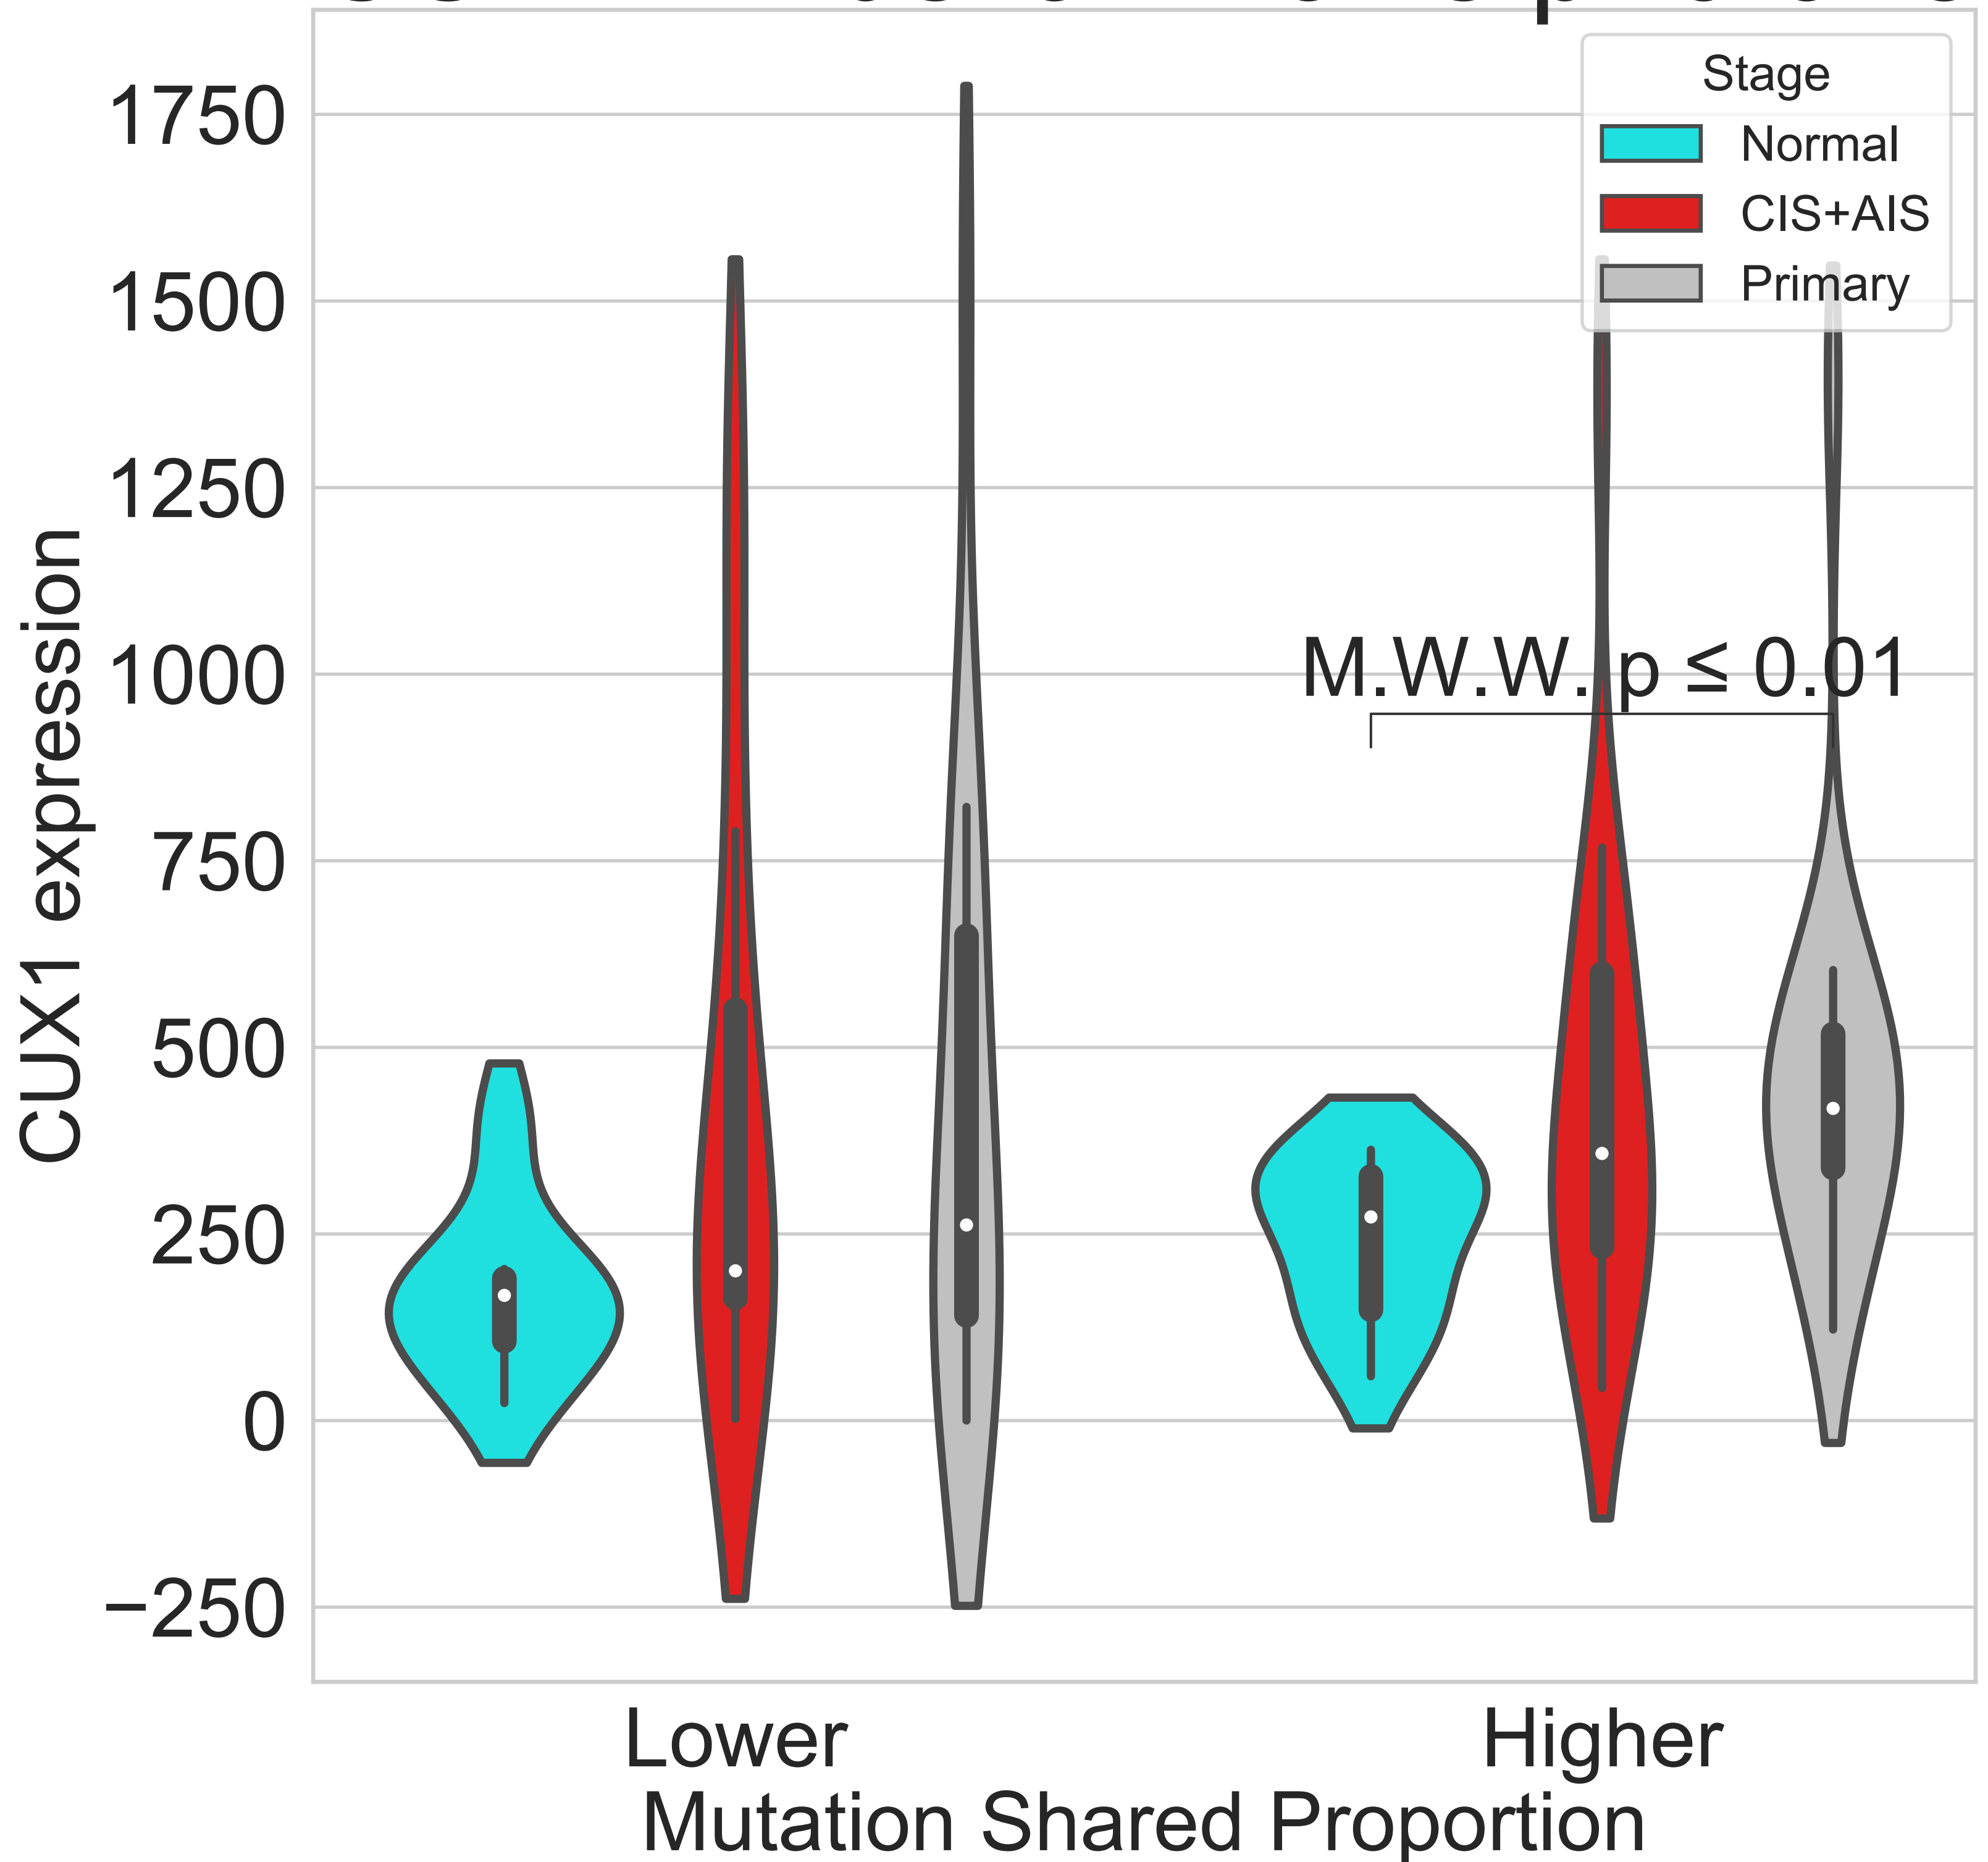 Stage
Normal
CIS+AIS
Primary
1750
1500
1250
1000
750
500
250
0
−250
CUX1 expression
M.W.W. p ≤ 0.01
Lower
Higher
Mutation Shared Proportion